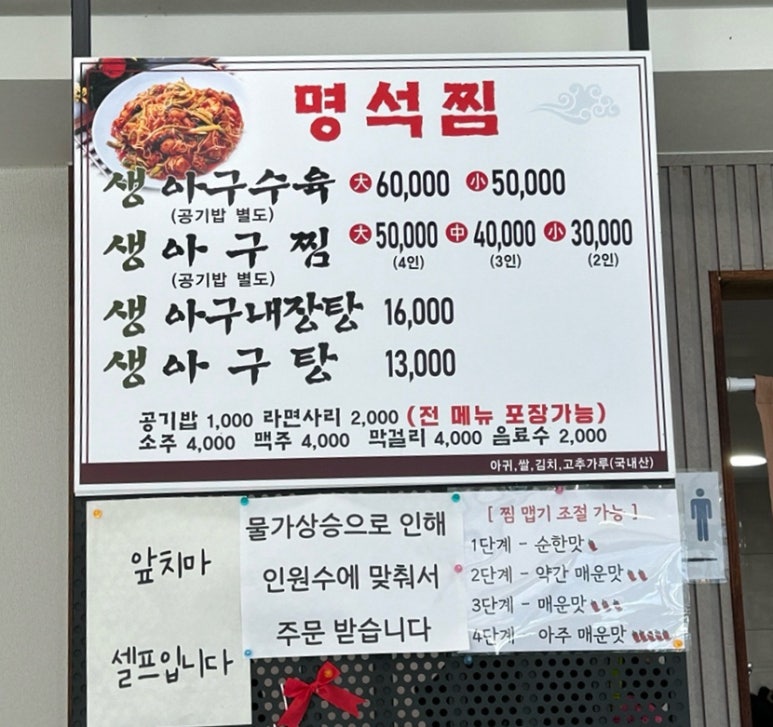 명석찜
생 아구수육 大 60,000 小 50,000
(공기밥 별도)
생 아 구 찜 大 50,000 中 40,000 小 30,000
(4인) (3인) (2인)
(공기밥 별도)
생 아구내장탕 16,000
생 아 구 탕 13,000
공기밥 1,000 라면사리 2,000 (전 메뉴 포장가능)
소주 4,000 맥주 4,000 막걸리 4,000 음료수 2,000
아귀,쌀,김치,고추가루(국내산)
앞치마
셀프입니다
물가상승으로 인해
인원수에 맞춰서
주문 받습니다
[ 찜 맵기 조절 가능 ]
1단계 - 순한맛
2단계 - 약간 매운맛
3단계 - 매운맛
4단계 아주 매운맛